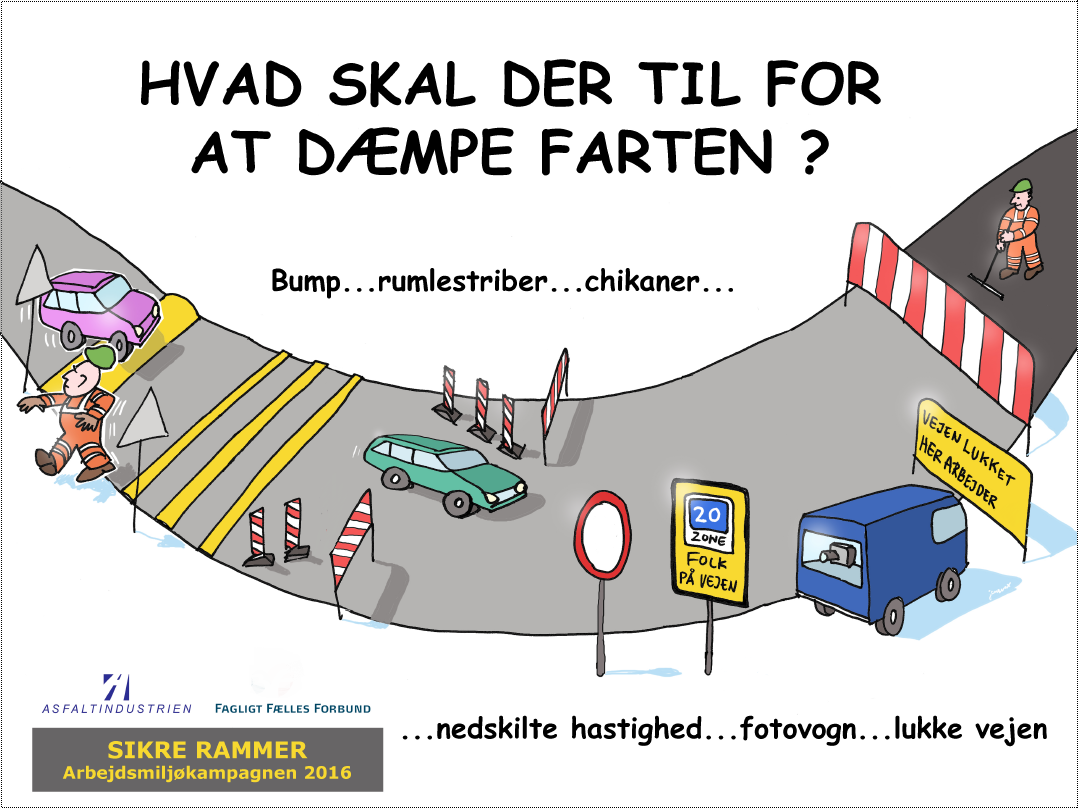 HVAD SKAL DER TIL FOR
AT DÆMPE FARTEN ?
Bump...rumlestriber...chikaner...
VEJEN LUKKET
HER ARBEJDER
20
ZONE
FOLK
PÅ VEJEN
ASFALTINDUSTRIEN
FAGLIGT FÆLLES FORBUND
...nedskilte hastighed...fotovogn...lukke vejen
SIKRE RAMMER
Arbejdsmiljøkampagnen 2016